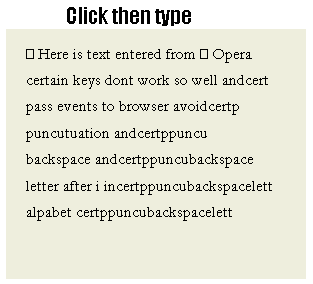 Click then type
▯ Here is text entered from ▯ Opera
certain keys dont work so well andcert
pass events to browser avoidcertp
puncutuation andcertppuncu
backspace andcertppuncubackspace
letter after i incertppuncubackspacelett
alpabet certppuncubackspacelett